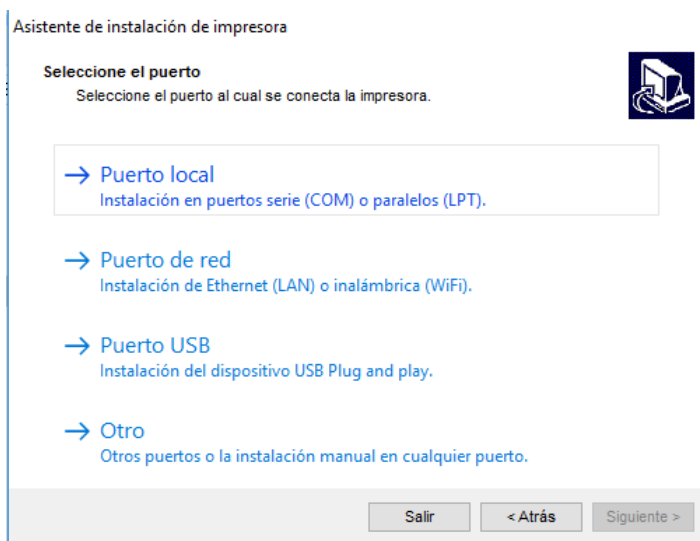 Asistente de instalación de impresora
Seleccione el puerto
Seleccione el puerto al cual se conecta la impresora.
Puerto local
Instalación en puertos serie (COM) o paralelos (LPT).
Puerto de red
Instalación de Ethernet (LAN) o inalámbrica (WiFi).
Puerto USB
Instalación del dispositivo USB Plug and play.
Otro
Otros puertos o la instalación manual en cualquier puerto.
Salir < Atrás Siguiente >